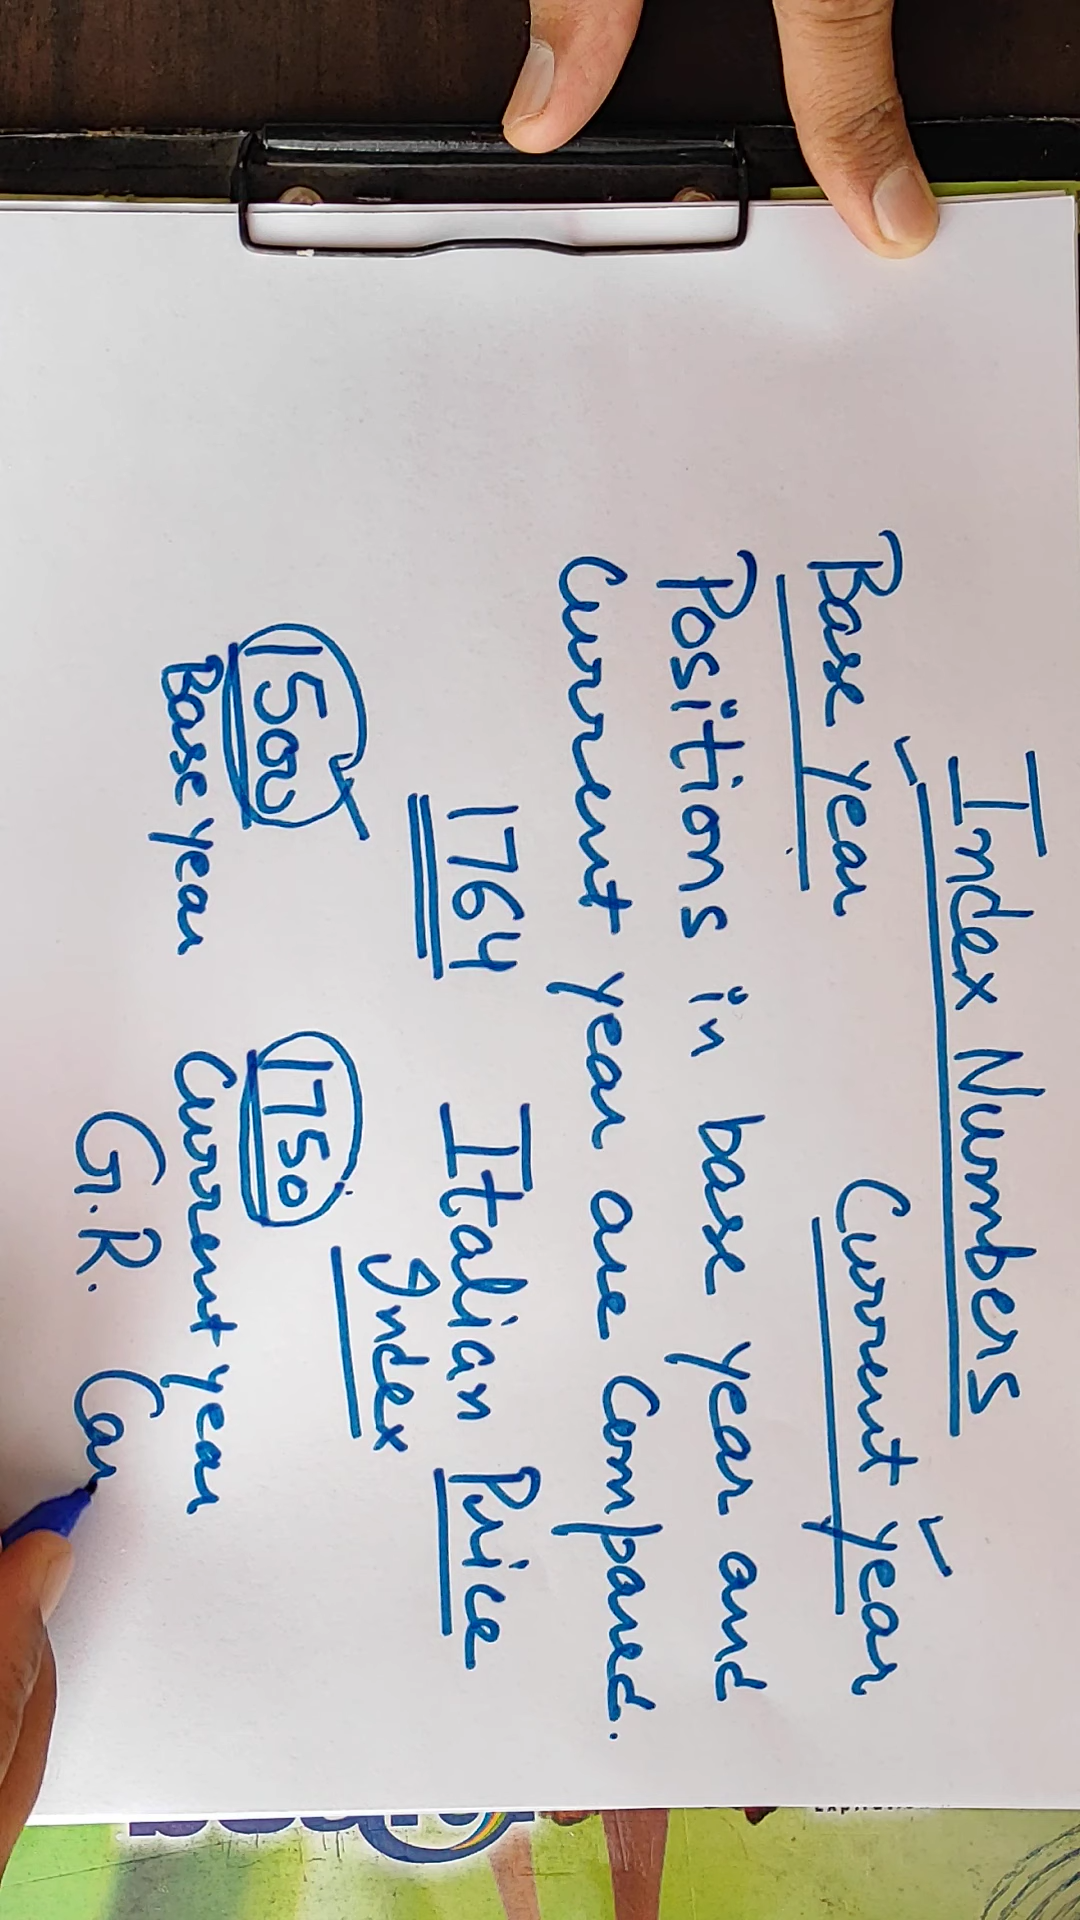 Index Numbers
Base year Current year
Positions in base year and
Current year are Compared.
1764 Italian Price
Index
1500 1750
Base year Current year
G.R. Car